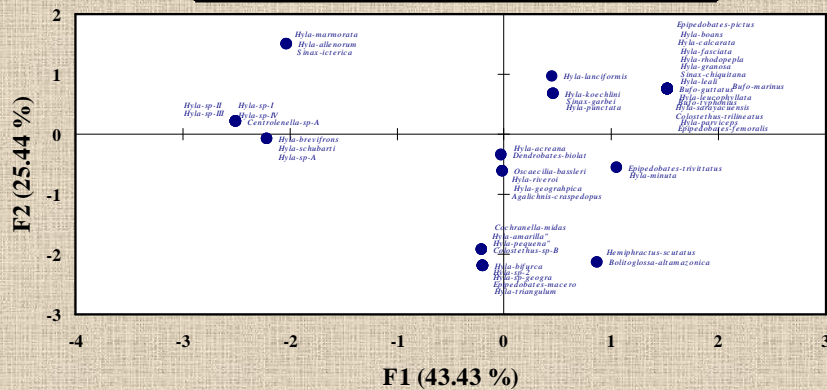 2
1
0
-1
-2
-3
-4
-3
-2
-1
0
1
2
3
F2 (25.44 %)
F1 (43.43 %)
Hyla-marmorata
Hyla-allenorum
Sinax-icterica
Hyla-sp-II
Hyla-sp-I
Hyla-sp-III
Hyla-sp-IV
Centrolenella-sp-A
Hyla-brevifrons
Hyla-schubarti
Hyla-sp-A
Hyla-lanciformis
Hyla-koechlini
Sinax-garbei
Hyla-punctata
Epipedobates-pictus
Hyla-boans
Hyla-calcarata
Hyla-fasciata
Hyla-rhodopepla
Hyla-granosa
Sinax-chiquitana
Hyla-leali
Bufo-marinus
Bufo-guttatus
Hyla-leucophyllata
Bufo-typhonius
Hyla-sarayacuensis
Colostethus-trilineatus
Hyla-parviceps
Epipedobates-femoralis
Hyla-acreana
Dendrobates-biolat
Oscaecilia-bassleri
Hyla-riveroi
Hyla-geograhpica
Agalichnis-craspedopus
Epipedobates-trivittatus
Hyla-minuta
Cochranella-midas
Hyla-amarilla"
Hyla-pequena"
Colostethus-sp-B
Hyla-bifurca
Hyla-sp-2
Hyla-sp-geogra
Epipedobates-macero
Hyla-triangulum
Hemiphractus-scutatus
Bolitoglossa-altamazonica